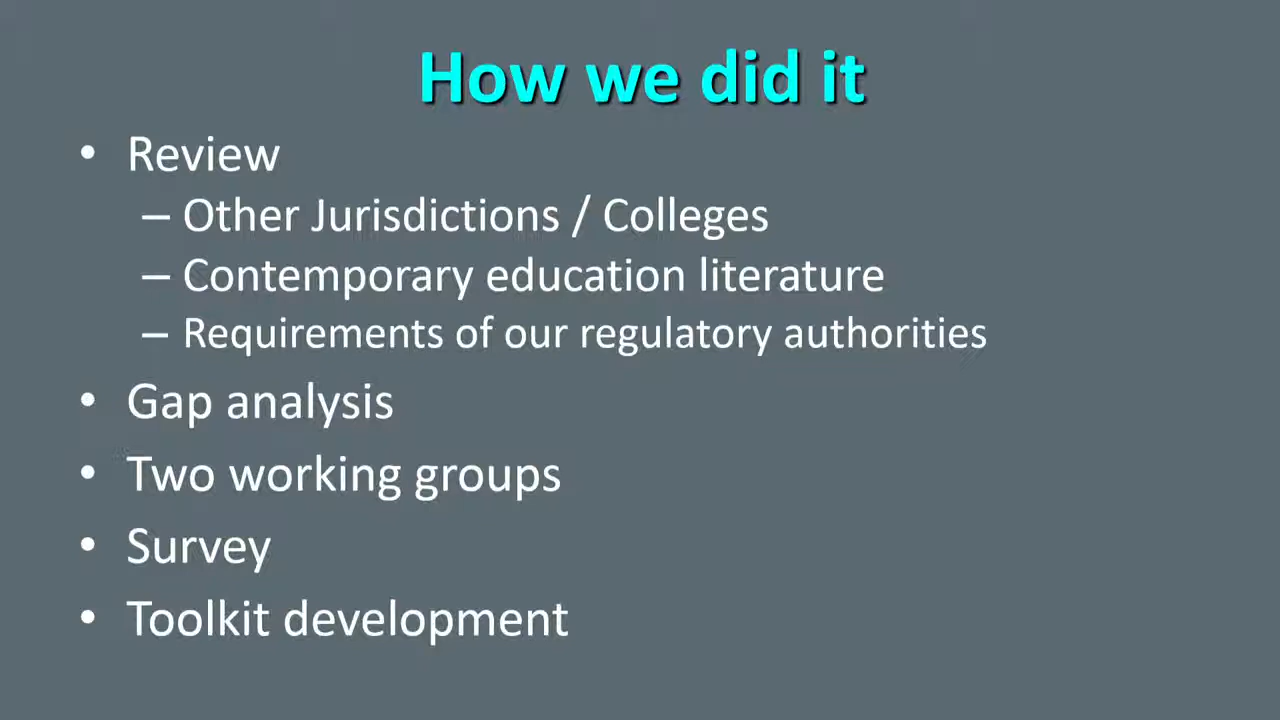 How we did it
• Review
– Other Jurisdictions / Colleges
– Contemporary education literature
– Requirements of our regulatory authorities
• Gap analysis
• Two working groups
• Survey
• Toolkit development